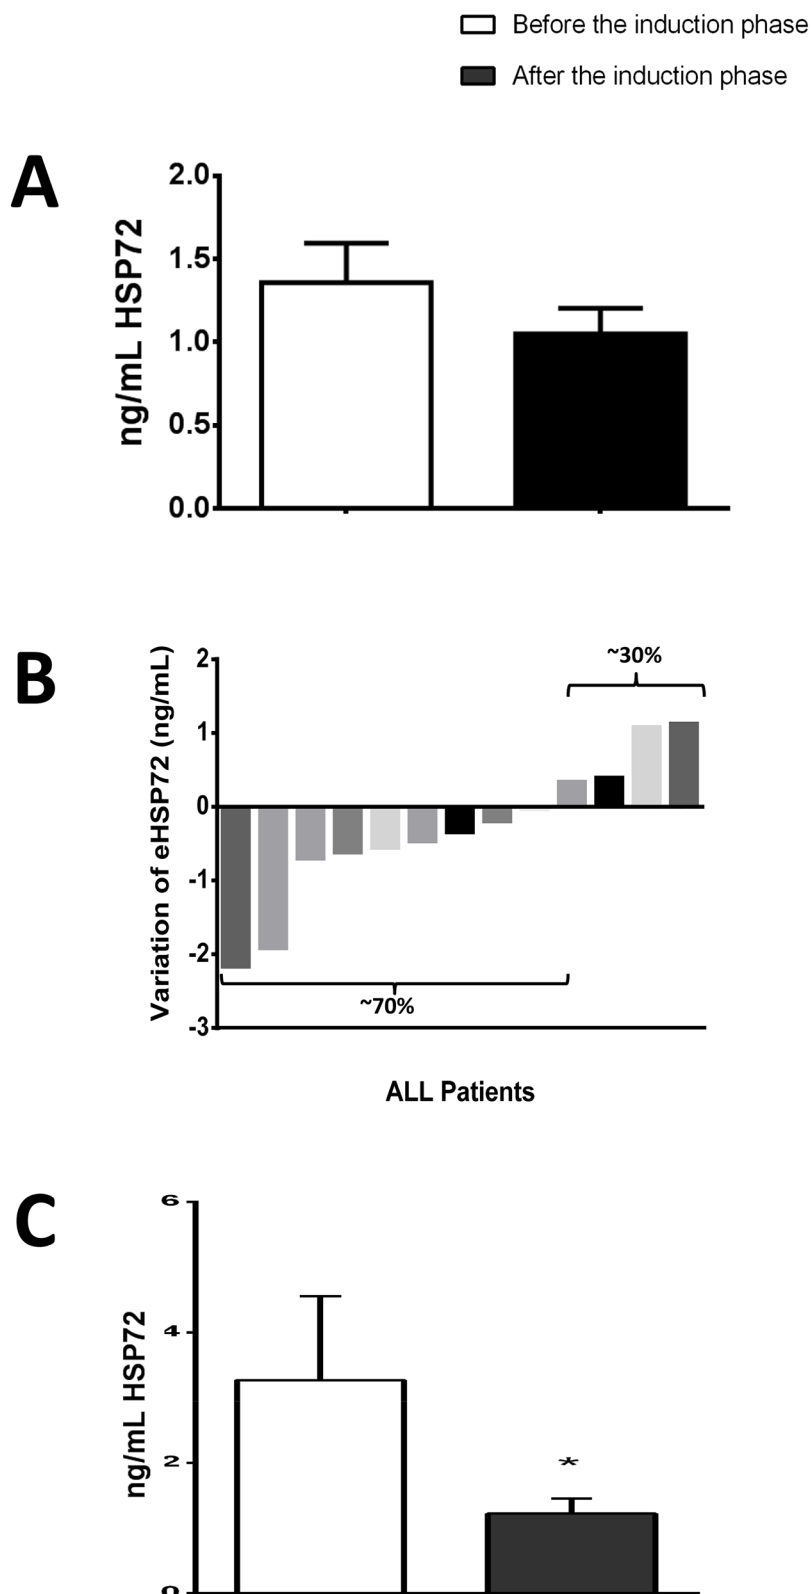 Before the induction phase
After the induction phase
A
2.0
1.5
1.0
0.5
0.0
ng/mL HSP72
B
~30%
2
1
0
-1
-2
-3
Variation of eHSP72 (ng/mL)
~70%
ALL Patients
C
6
4
2
0
ng/mL HSP72
*